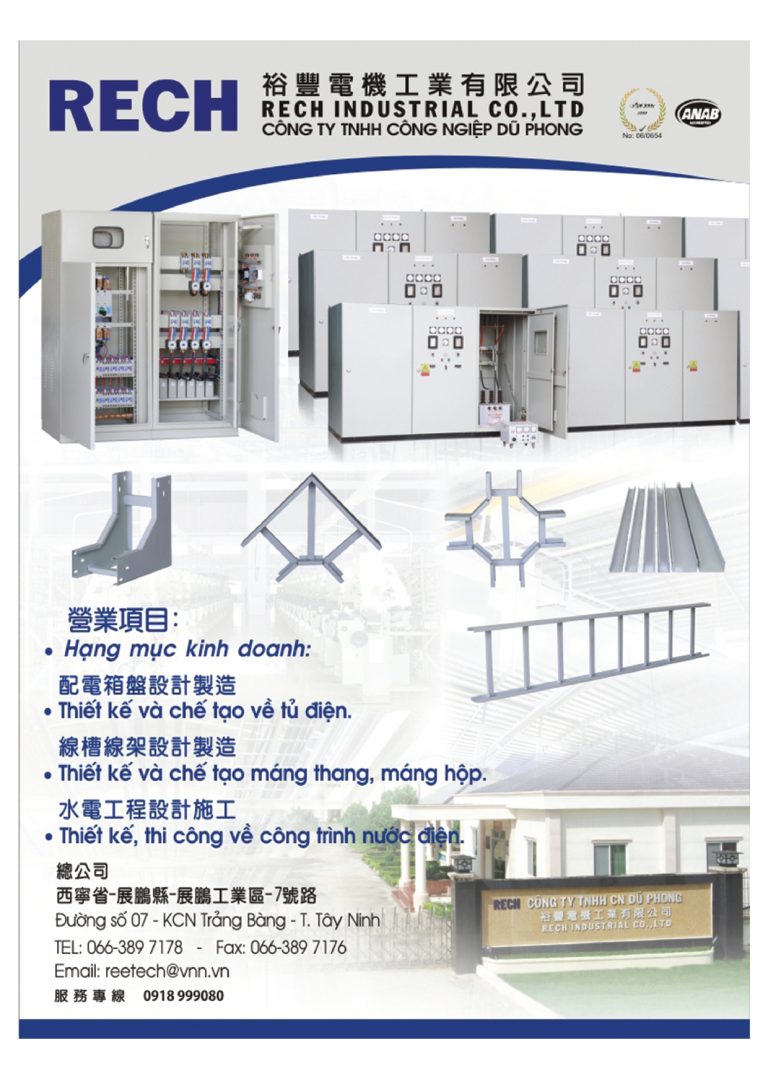 RECH
裕豐電機工業有限公司
RECH INDUSTRIAL CO.,LTD
CÔNG TY TNHH CÔNG NGIỆP DŨ PHONG
No: 06/0654
ANAB
營業項目:
• Hạng mục kinh doanh:
配電箱盤設計製造
• Thiết kế và chế tạo về tủ điện.
線槽線架設計製造
• Thiết kế và chế tạo máng thang, máng hộp.
水電工程設計施工
• Thiết kế, thi công về công trình nước điện.
總公司
西寧省-展鵬縣-展鵬工業區-7號路
Đường số 07 - KCN Trảng Bàng - T. Tây Ninh
TEL: 066-389 7178 - Fax: 066-389 7176
Email: reetech@vnn.vn
服務專線 0918 999080
RECH CÔNG TY TNHH CN DŨ PHONG
裕豐電機工業有限公司
RECH INDUSTRIAL CO.,LTD